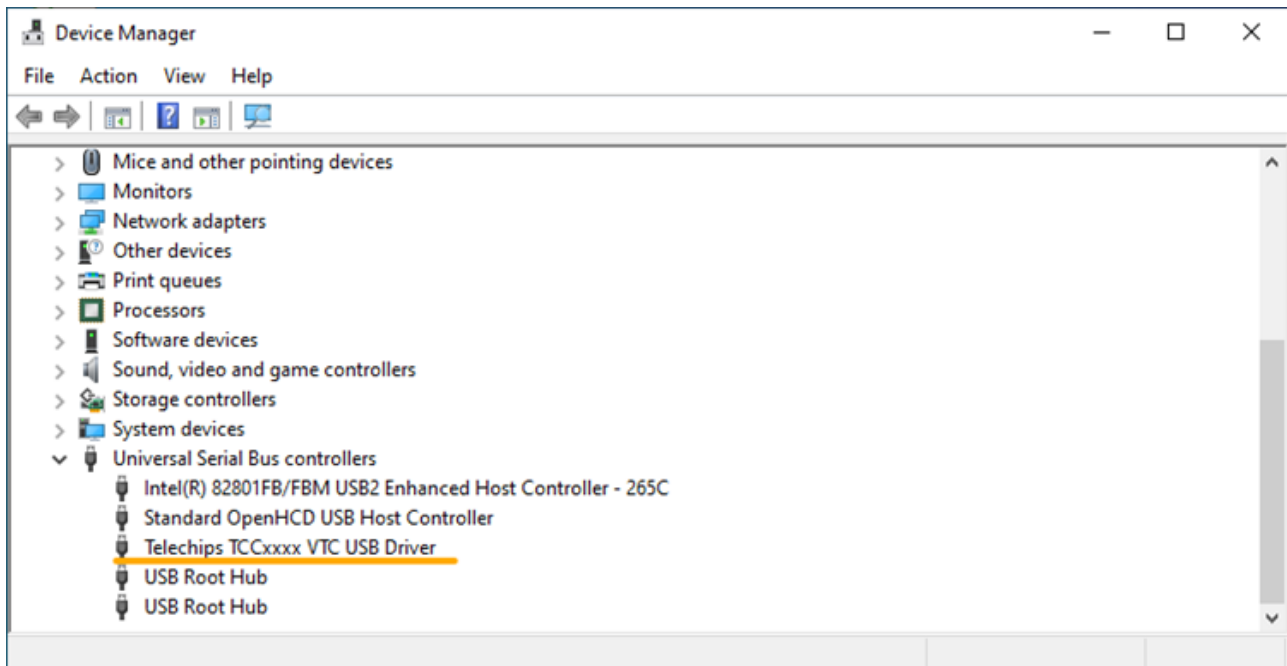 Device Manager
File Action View Help
Mice and other pointing devices
Monitors
Network adapters
Other devices
Print queues
Processors
Software devices
Sound, video and game controllers
Storage controllers
System devices
Universal Serial Bus controllers
Intel(R) 82801FB/FBM USB2 Enhanced Host Controller - 265C
Standard OpenHCD USB Host Controller
Telechips TCCxxxx VTC USB Driver
USB Root Hub
USB Root Hub